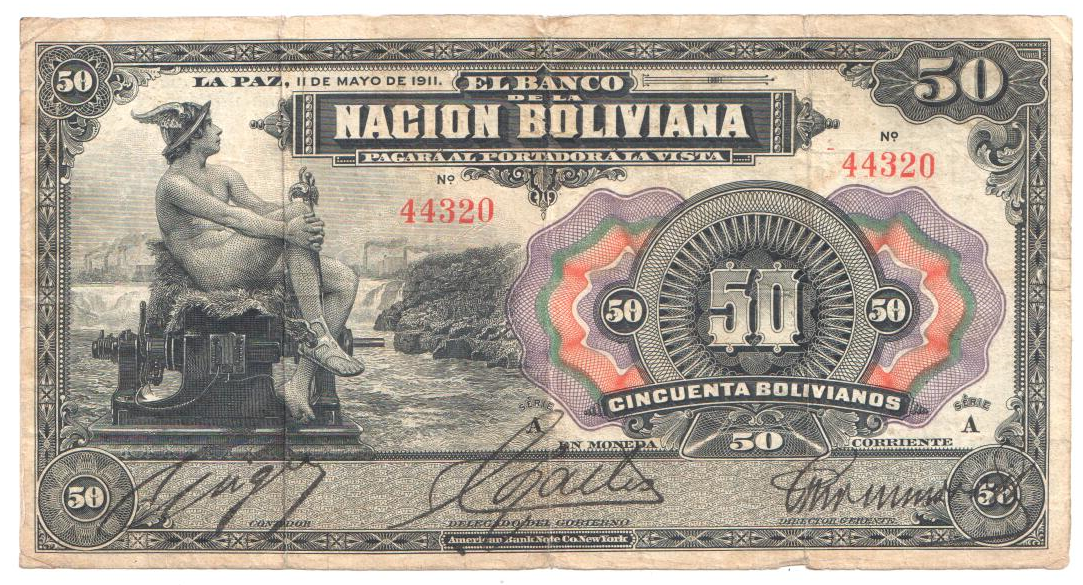 50
LA PAZ, 11 DE MAYO DE 1911.
EL BANCO
DE LA
NACION BOLIVIANA
PAGARÁ AL PORTADOR Á LA VISTA
50
Nº
44320
Nº
44320
50
50
50
CINCUENTA BOLIVIANOS
SÉRIE
A
SÉRIE
A
EN MONEDA
50
CORRIENTE
50
CONTADOR
DELEGADO DEL GOBIERNO
DIRECTOR GERENTE
50
American Bank Note Co. New York